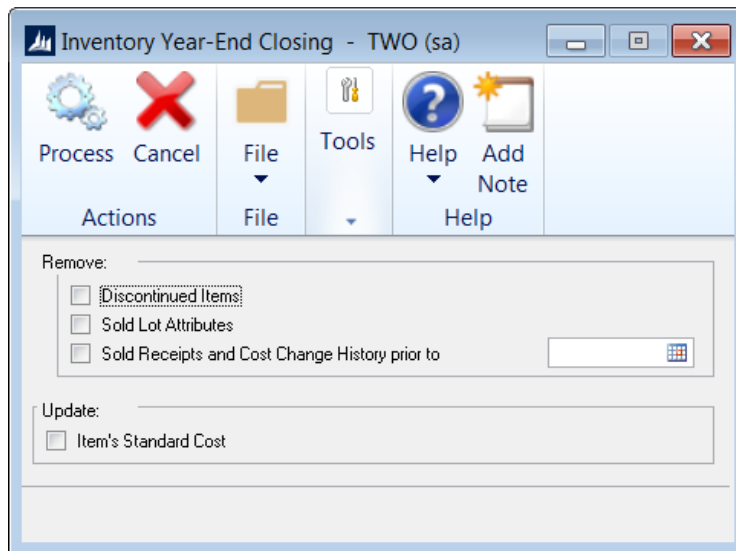 Inventory Year-End Closing - TWO (sa)
Process Cancel File Tools Help Add Note
Actions File Help
Remove:
Discontinued Items
Sold Lot Attributes
Sold Receipts and Cost Change History prior to
Update:
Item's Standard Cost